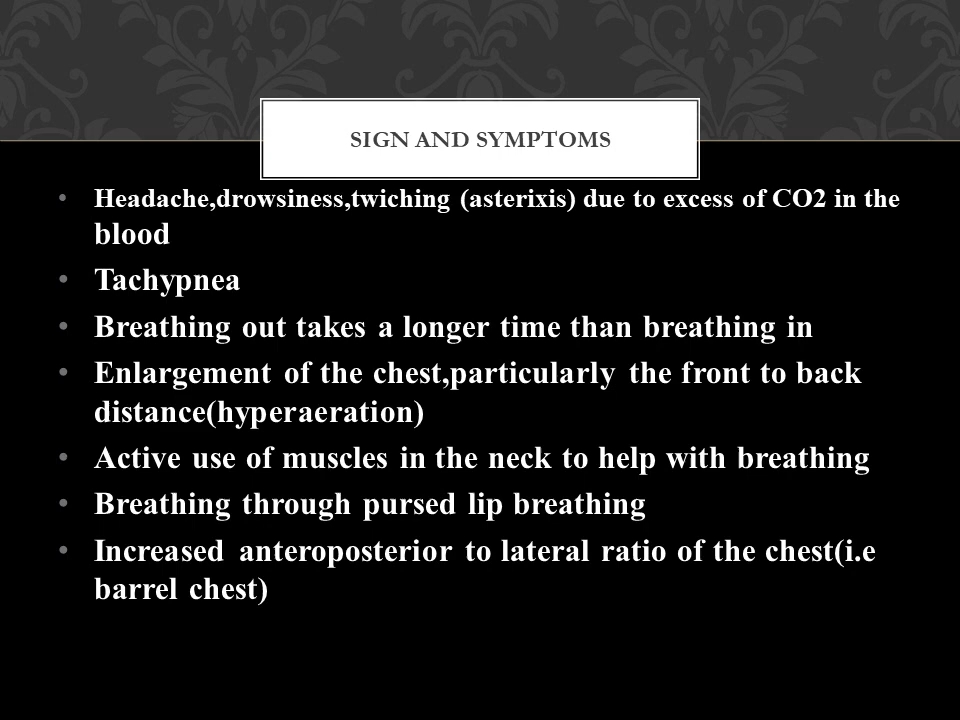 SIGN AND SYMPTOMS
• Headache,drowsiness,twiching (asterixis) due to excess of CO2 in the
blood
• Tachypnea
• Breathing out takes a longer time than breathing in
• Enlargement of the chest,particularly the front to back
distance(hyperaeration)
• Active use of muscles in the neck to help with breathing
• Breathing through pursed lip breathing
• Increased anteroposterior to lateral ratio of the chest(i.e
barrel chest)